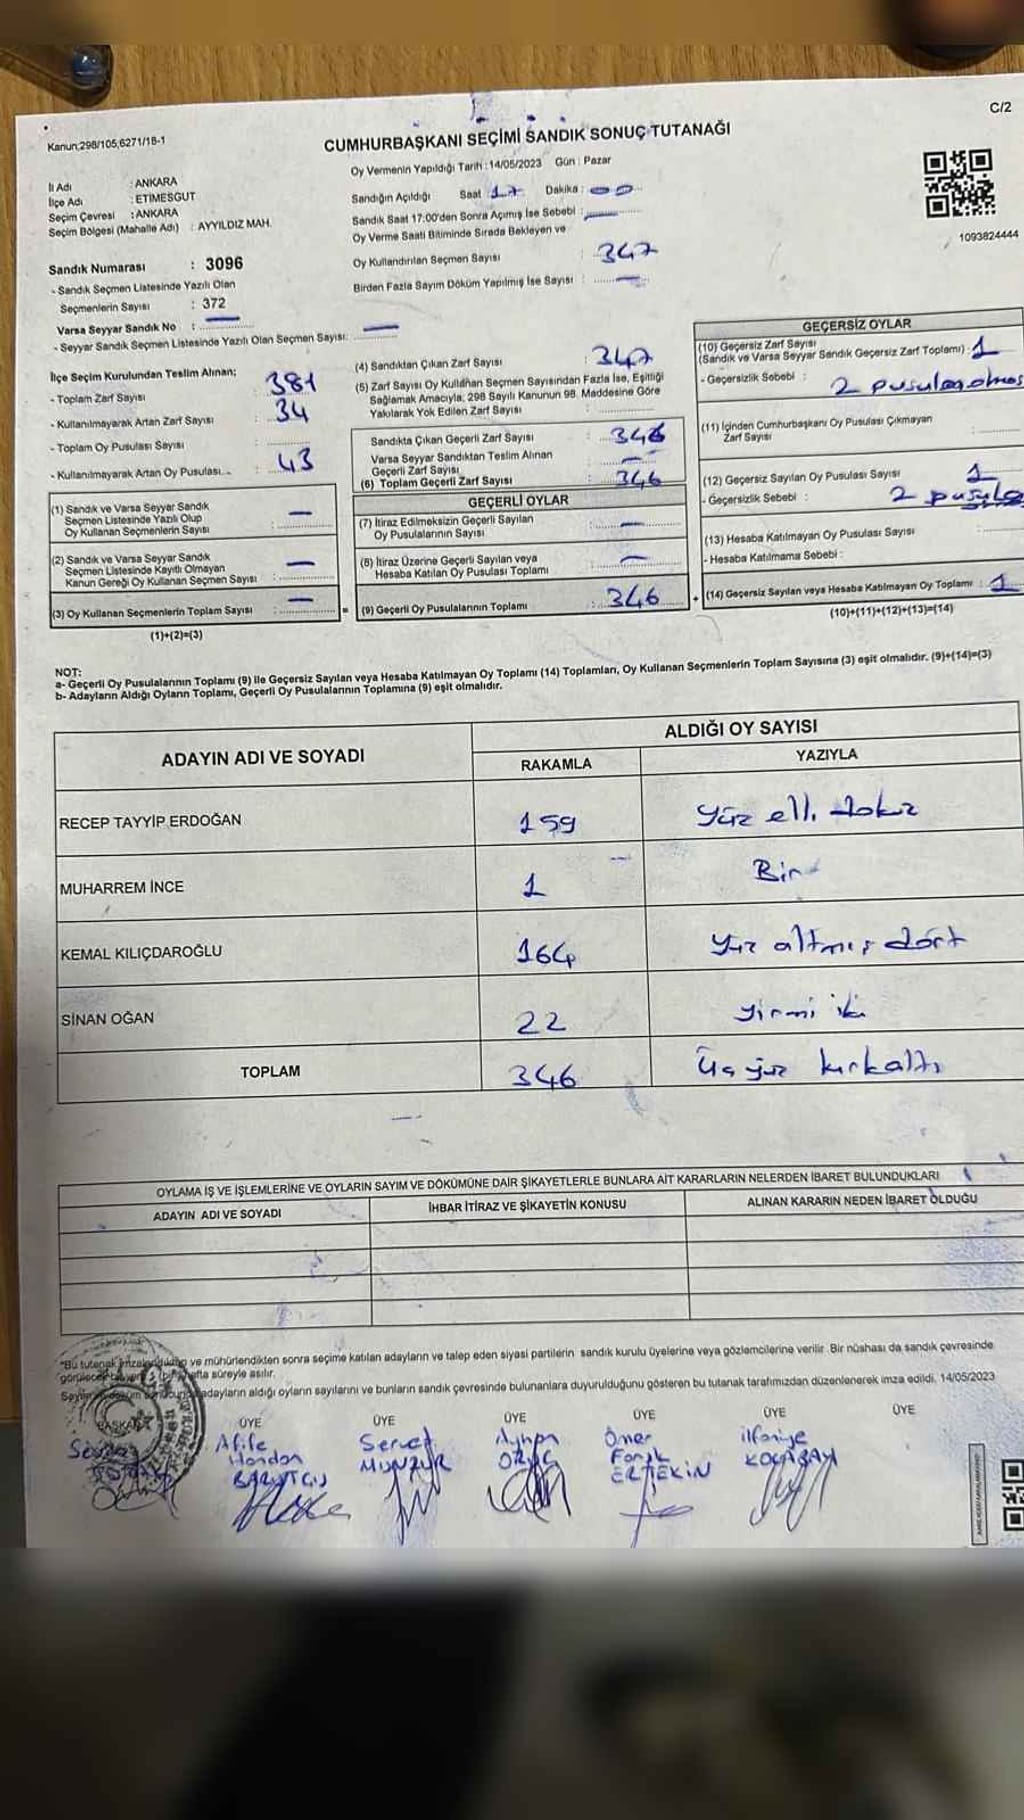 C/2
Kanun;298/105;6271/18-1
CUMHURBAŞKANI SEÇİMİ SANDIK SONUÇ TUTANAĞI
Oy Vermenin Yapıldığı Tarih :14/05/2023 Gün : Pazar
İl Adı : ANKARA
İlçe Adı : ETİMESGUT
Seçim Çevresi : ANKARA
Seçim Bölgesi (Mahalle Adı) : AYYILDIZ MAH.
Sandığın Açıldığı Saat 17 Dakika : 00
Sandık Saat 17:00'den Sonra Açımış İse Sebebi : —
Oy Verme Saati Bitiminde Sırada Bekleyen ve
Oy Kullandırılan Seçmen Sayısı : 347
Birden Fazla Sayım Döküm Yapılmış İse Sayısı : —
1093824444
Sandık Numarası : 3096
- Sandık Seçmen Listesinde Yazılı Olan
Seçmenlerin Sayısı : 372
Varsa Seyyar Sandık No : —
- Seyyar Sandık Seçmen Listesinde Yazılı Olan Seçmen Sayısı: —
İlçe Seçim Kurulundan Teslim Alınan;
- Toplam Zarf Sayısı : 381
- Kullanılmayarak Artan Zarf Sayısı : 34
- Toplam Oy Pusulası Sayısı :
- Kullanılmayarak Artan Oy Pusulası : 43
(4) Sandıktan Çıkan Zarf Sayısı : 347
(5) Zarf Sayısı Oy Kullanan Seçmen Sayısından Fazla İse, Eşitliği
Sağlamak Amacıyla; 298 Sayılı Kanunun 98. Maddesine Göre
Yakılarak Yok Edilen Zarf Sayısı :
Sandıkta Çıkan Geçerli Zarf Sayısı : 346
Varsa Seyyar Sandıktan Teslim Alınan
Geçerli Zarf Sayısı : —
(6) Toplam Geçerli Zarf Sayısı : 346
GEÇERSİZ OYLAR
(10) Geçersiz Zarf Sayısı
(Sandık ve Varsa Seyyar Sandık Geçersiz Zarf Toplamı) : 1
- Geçersizlik Sebebi : 2 pusula olması
(11) İçinden Cumhurbaşkanı Oy Pusulası Çıkmayan
Zarf Sayısı :
(12) Geçersiz Sayılan Oy Pusulası Sayısı : 1
- Geçersizlik Sebebi : 2 pusula
(13) Hesaba Katılmayan Oy Pusulası Sayısı :
- Hesaba Katılmama Sebebi :
(14) Geçersiz Sayılan veya Hesaba Katılmayan Oy Toplamı : 1
(10)+(11)+(12)+(13)=(14)
(1) Sandık ve Varsa Seyyar Sandık
Seçmen Listesinde Yazılı Olup
Oy Kullanan Seçmenlerin Sayısı : —
(2) Sandık ve Varsa Seyyar Sandık
Seçmen Listesinde Kayıtlı Olmayan
Kanun Gereği Oy Kullanan Seçmen Sayısı : —
(3) Oy Kullanan Seçmenlerin Toplam Sayısı : — =
(1)+(2)=(3)
GEÇERLİ OYLAR
(7) İtiraz Edilmeksizin Geçerli Sayılan
Oy Pusulasının Sayısı : —
(8) İtiraz Üzerine Geçerli Sayılan veya
Hesaba Katılan Oy Pusulası Toplamı : —
(9) Geçerli Oy Pusulalarının Toplamı : 346 +
NOT:
a- Geçerli Oy Pusulalarının Toplamı (9) ile Geçersiz Sayılan veya Hesaba Katılmayan Oy Toplamı (14) Toplamları, Oy Kullanan Seçmenlerin Toplam Sayısına (3) eşit olmalıdır. (9)+(14)=(3)
b- Adayların Aldığı Oyların Toplamı, Geçerli Oy Pusulalarının Toplamına (9) eşit olmalıdır.
ADAYIN ADI VE SOYADI ALDIĞI OY SAYISI
RAKAMLA YAZIYLA
RECEP TAYYİP ERDOĞAN 159 Yüz elli dokuz
MUHARREM İNCE 1 Bir
KEMAL KILIÇDAROĞLU 164 Yüz altmış dört
SİNAN OĞAN 22 yirmi iki
TOPLAM 346 Üç yüz kırkaltı
OYLAMA İŞ VE İŞLEMLERİNE VE OYLARIN SAYIM VE DÖKÜMÜNE DAİR ŞİKAYETLERLE BUNLARA AİT KARARLARIN NELERDEN İBARET BULUNDUKLARI
ADAYIN ADI VE SOYADI İHBAR İTİRAZ VE ŞİKAYETİN KONUSU ALINAN KARARIN NEDEN İBARET OLDUĞU
*Bu tutanak imzalandıktan ve mühürlendikten sonra seçime katılan adayların ve talep eden siyasi partilerin sandık kurulu üyelerine veya gözlemcilerine verilir. Bir nüshası da sandık çevresinde
görülecek bir yere bir hafta süreyle asılır.
adayların aldığı oyların sayılarını ve bunların sandık çevresinde bulunanlara duyurulduğunu gösteren bu tutanak tarafımızdan düzenlenerek imza edildi. 14/05/2023
BAŞKAN ÜYE ÜYE ÜYE ÜYE ÜYE ÜYE
Afife Handan BARUTCU
Servet MUNZUR
Ayhan ORUÇ
Ömer Faruk ERTEKİN
KOCABAY